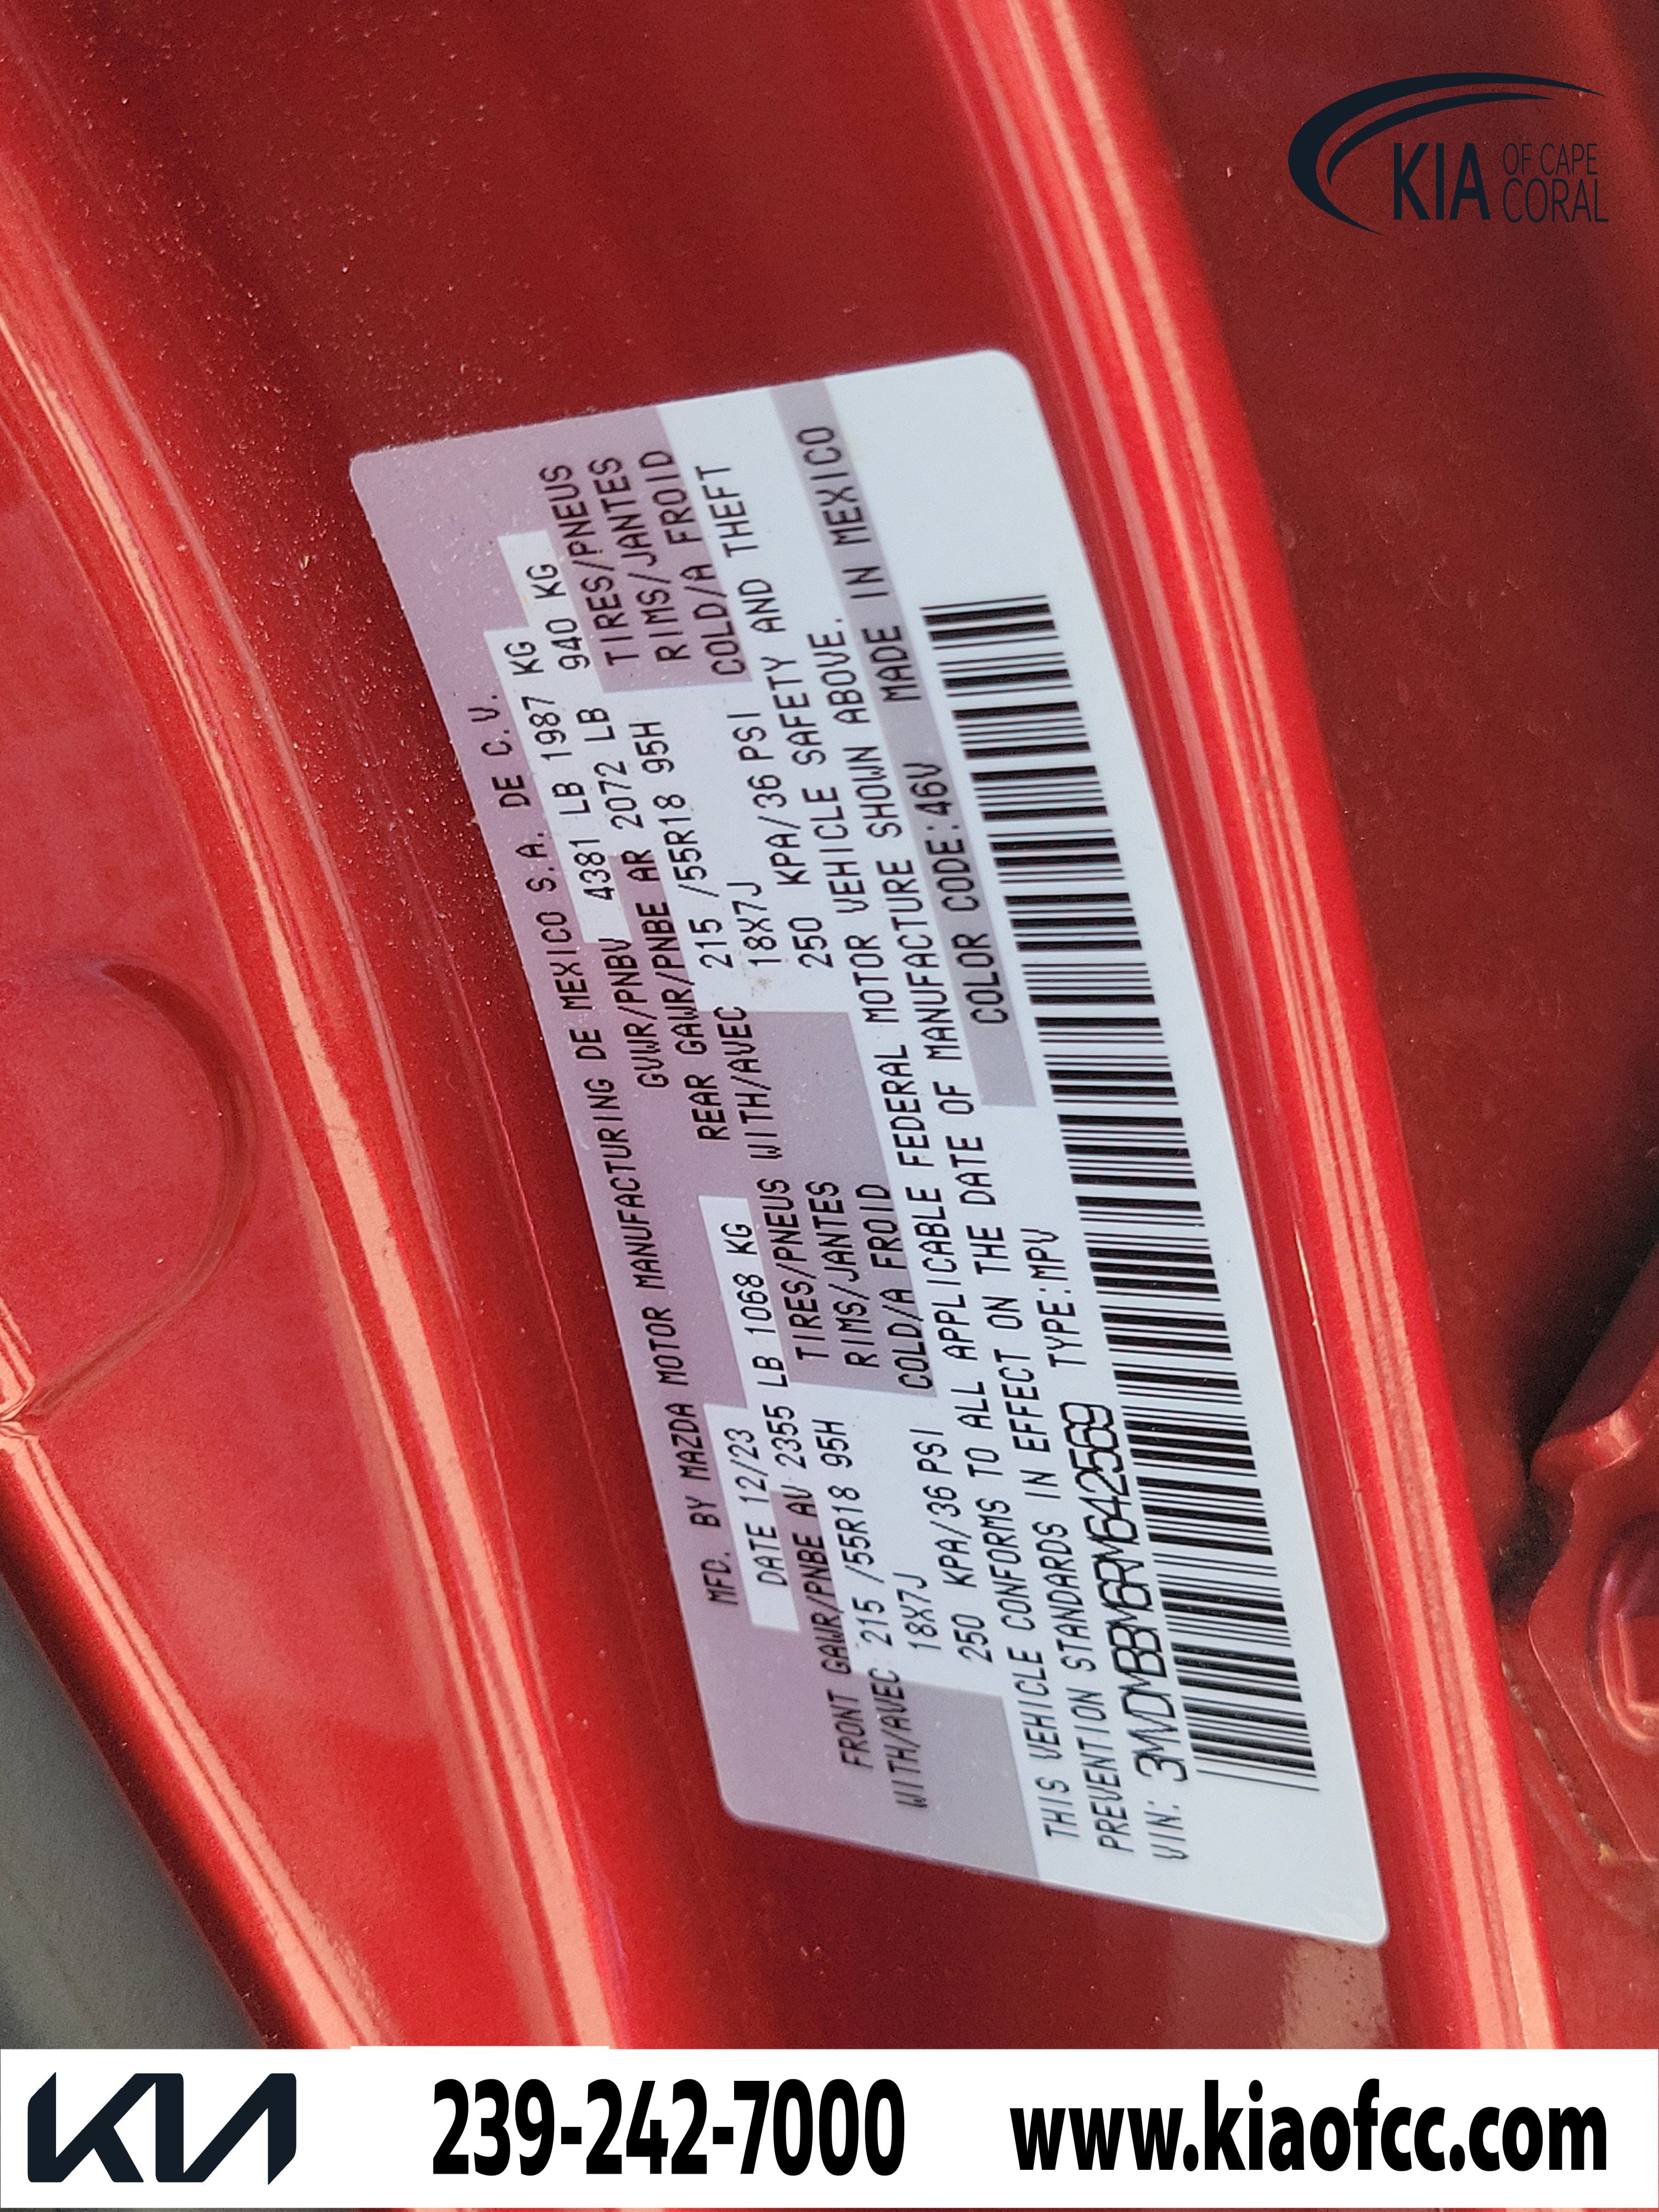 KIA OF CAPE
CORAL
MFD. BY MAZDA MOTOR MANUFACTURING DE MEXICO S.A. DE C.V.
DATE 12/23 GVWR/PNBV 4381 LB 1987 KG
FRONT GAWR/PNBE AV 2355 LB 1068 KG REAR GAWR/PNBE AR 2072 LB 940 KG
WITH/AVEC 215 /55R18 95H TIRES/PNEUS WITH/AVEC 215 /55R18 95H TIRES/PNEUS
18X7J RIMS/JANTES 18X7J RIMS/JANTES
250 KPA/36 PSI COLD/A FROID 250 KPA/36 PSI COLD/A FROID
THIS VEHICLE CONFORMS TO ALL APPLICABLE FEDERAL MOTOR VEHICLE SAFETY AND THEFT
PREVENTION STANDARDS IN EFFECT ON THE DATE OF MANUFACTURE SHOWN ABOVE.
VIN: 3MVDMBBM6RM642569 TYPE:MPV COLOR CODE:46V MADE IN MEXICO
KIA 239-242-7000 www.kiaofcc.com